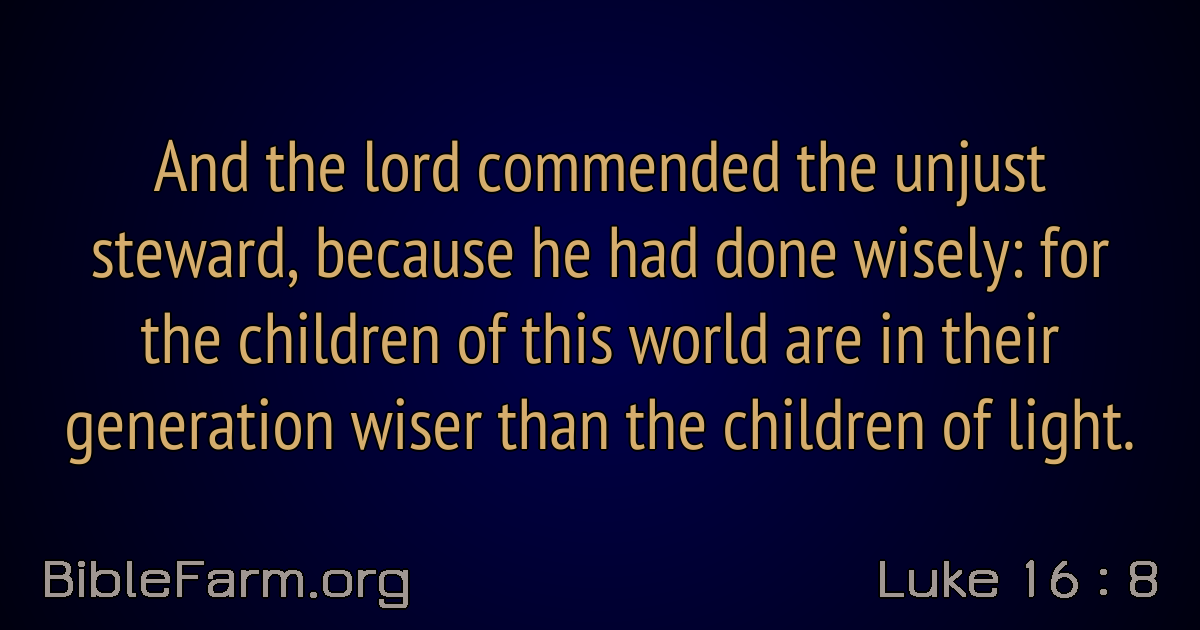 And the lord commended the unjust
steward, because he had done wisely: for
the children of this world are in their
generation wiser than the children of light.
BibleFarm.org
Luke 16 : 8